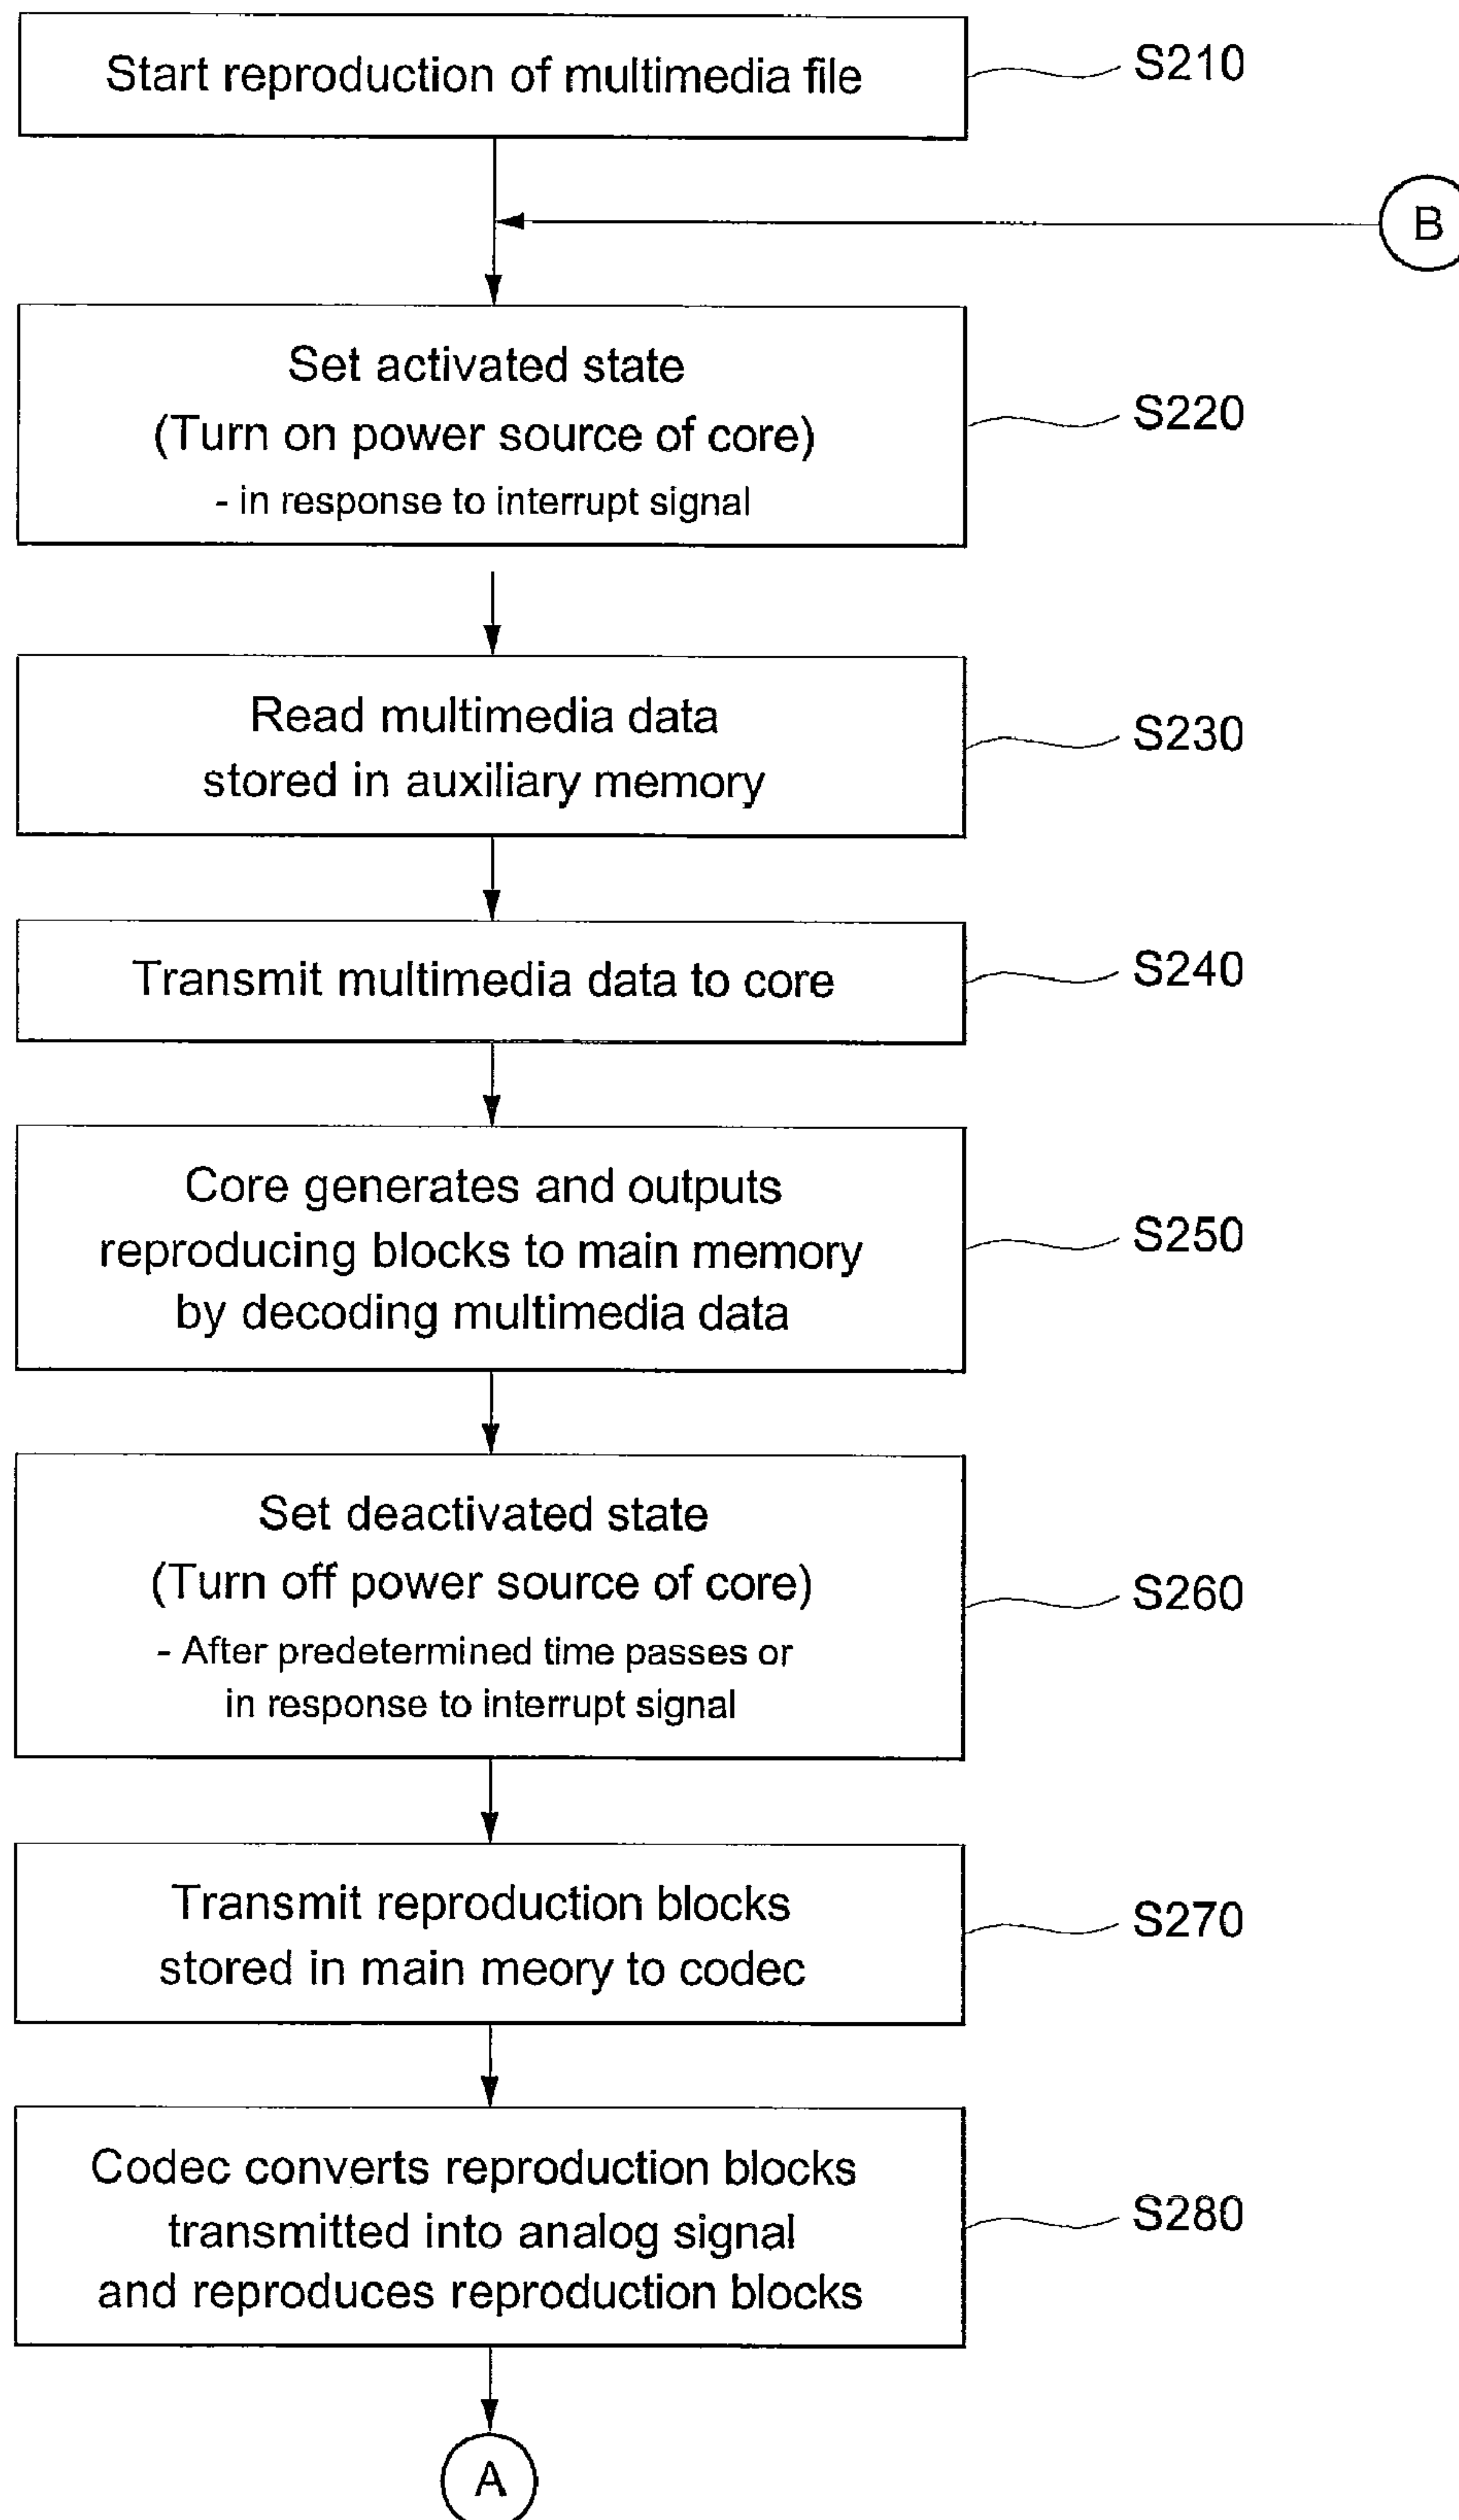 Start reproduction of multimedia file
S210
B
Set activated state
(Turn on power source of core)
- in response to interrupt signal
S220
Read multimedia data
stored in auxiliary memory
S230
Transmit multimedia data to core
S240
Core generates and outputs
reproducing blocks to main memory
by decoding multimedia data
S250
Set deactivated state
(Turn off power source of core)
- After predetermined time passes or
in response to interrupt signal
S260
Transmit reproduction blocks
stored in main meory to codec
S270
Codec converts reproduction blocks
transmitted into analog signal
and reproduces reproduction blocks
S280
A